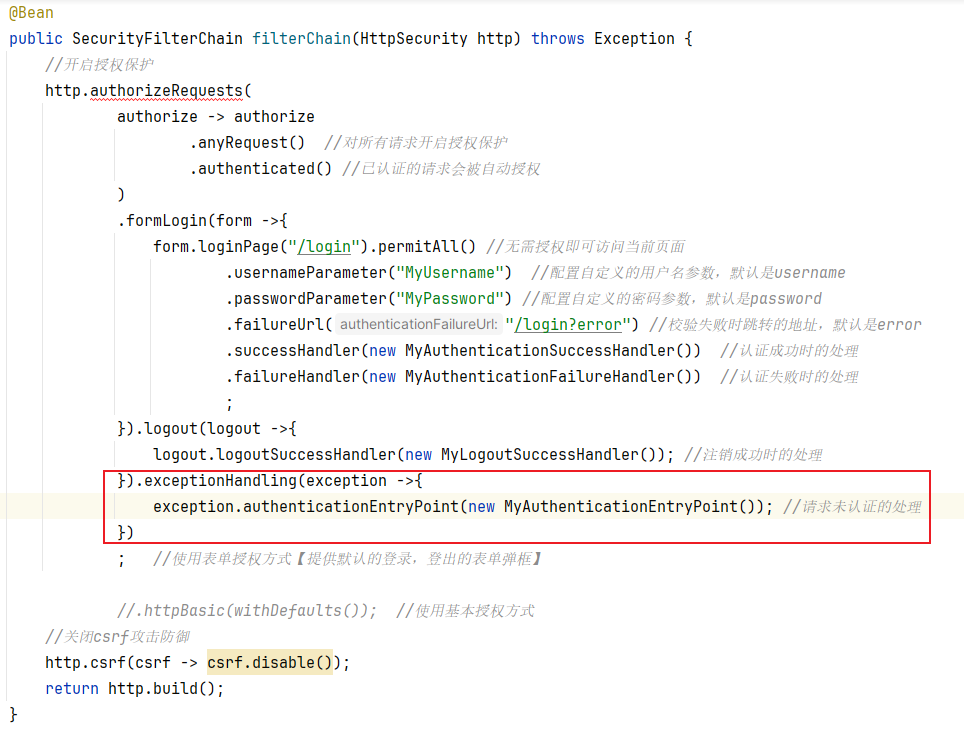 @Bean
public SecurityFilterChain filterChain(HttpSecurity http) throws Exception {
//开启授权保护
http.authorizeRequests(
authorize -> authorize
.anyRequest()  //对所有请求开启授权保护
.authenticated() //已认证的请求会被自动授权
)
.formLogin(form ->{
form.loginPage("/login").permitAll() //无需授权即可访问当前页面
.usernameParameter("MyUsername")  //配置自定义的用户名参数，默认是username
.passwordParameter("MyPassword") //配置自定义的密码参数，默认是password
.failureUrl( authenticationFailureUrl: "/login?error") //校验失败时跳转的地址，默认是error
.successHandler(new MyAuthenticationSuccessHandler())  //认证成功时的处理
.failureHandler(new MyAuthenticationFailureHandler())  //认证失败时的处理
;
}).logout(logout ->{
logout.logoutSuccessHandler(new MyLogoutSuccessHandler()); //注销成功时的处理
}).exceptionHandling(exception ->{
exception.authenticationEntryPoint(new MyAuthenticationEntryPoint()); //请求未认证的处理
})
;   //使用表单授权方式【提供默认的登录，登出的表单弹框】
//.httpBasic(withDefaults());  //使用基本授权方式
//关闭csrf攻击防御
http.csrf(csrf -> csrf.disable());
return http.build();
}